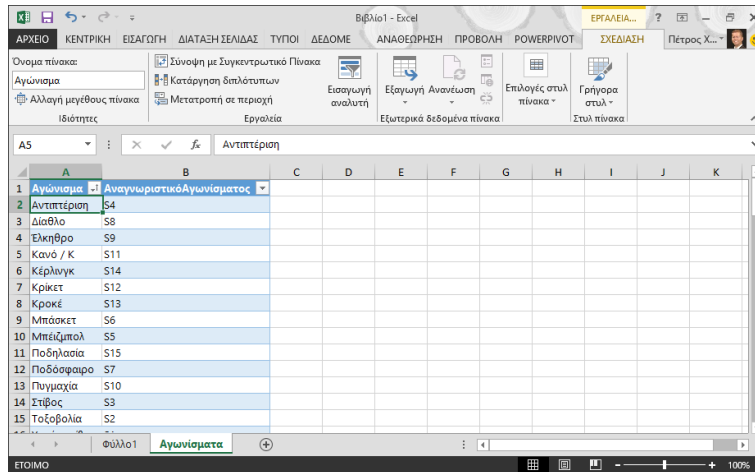 Βιβλίο1 - Excel
ΕΡΓΑΛΕΙΑ...
ΑΡΧΕΙΟ ΚΕΝΤΡΙΚΗ ΕΙΣΑΓΩΓΗ ΔΙΑΤΑΞΗ ΣΕΛΙΔΑΣ ΤΥΠΟΙ ΔΕΔΟΜΕ ΑΝΑΘΕΩΡΗΣΗ ΠΡΟΒΟΛΗ POWERPIVOT ΣΧΕΔΙΑΣΗ Πέτρος Χ...
Όνομα πίνακα:
Αγώνισμα
Αλλαγή μεγέθους πίνακα
Ιδιότητες
Σύνοψη με Συγκεντρωτικό Πίνακα
Κατάργηση διπλότυπων
Μετατροπή σε περιοχή
Εισαγωγή αναλυτή
Εργαλεία
Εξαγωγή Ανανέωση
Εξωτερικά δεδομένα πίνακα
Επιλογές στυλ πίνακα
Γρήγορα στυλ
Στυλ πίνακα
A5 fx Αντιπτέριση
A B C D E F G H I J K
1 Αγώνισμα ΑναγνωριστικόΑγωνίσματος
2 Αντιπτέριση S4
3 Δίαθλο S8
4 Έλκηθρο S9
5 Κανό / Κ S11
6 Κέρλινγκ S14
7 Κρίκετ S12
8 Κροκέ S13
9 Μπάσκετ S6
10 Μπέιζμπολ S5
11 Ποδηλασία S15
12 Ποδόσφαιρο S7
13 Πυγμαχία S10
14 Στίβος S3
15 Τοξοβολία S2
Φύλλο1 Αγωνίσματα
ΕΤΟΙΜΟ 100%